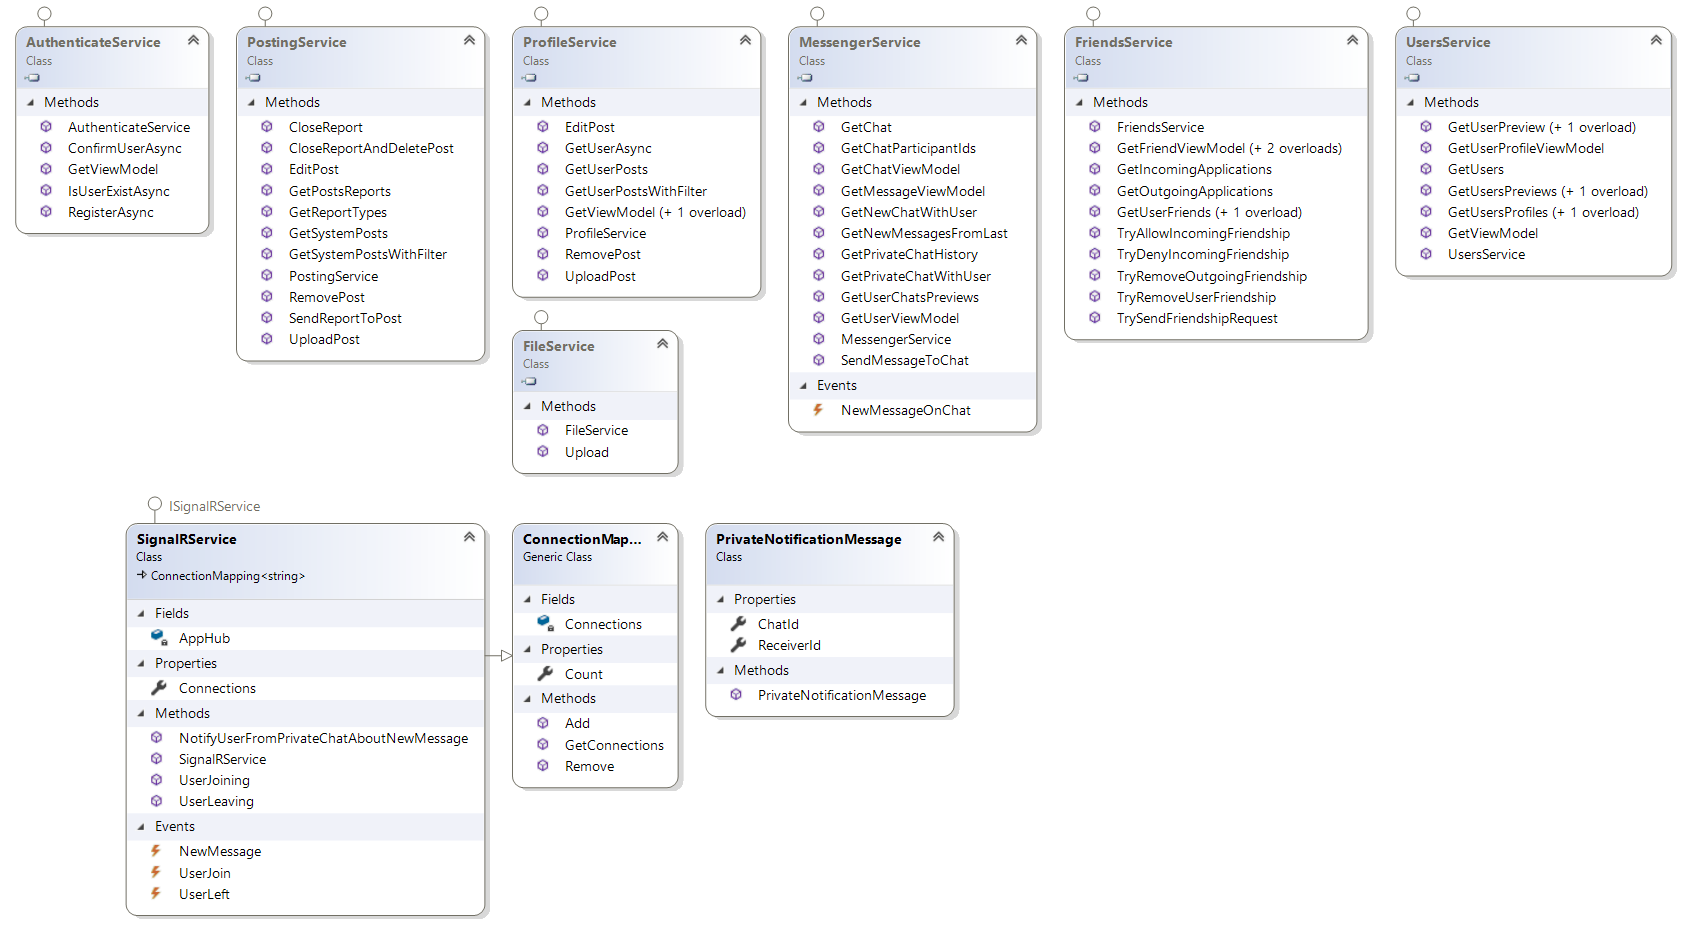 AuthenticateService
Class
Methods
AuthenticateService
ConfirmUserAsync
GetViewModel
IsUserExistAsync
RegisterAsync
PostingService
Class
Methods
CloseReport
CloseReportAndDeletePost
EditPost
GetPostsReports
GetReportTypes
GetSystemPosts
GetSystemPostsWithFilter
PostingService
RemovePost
SendReportToPost
UploadPost
ProfileService
Class
Methods
EditPost
GetUserAsync
GetUserPosts
GetUserPostsWithFilter
GetViewModel (+ 1 overload)
ProfileService
RemovePost
UploadPost
FileService
Class
Methods
FileService
Upload
MessengerService
Class
Methods
GetChat
GetChatParticipantIds
GetChatViewModel
GetMessageViewModel
GetNewChatWithUser
GetNewMessagesFromLast
GetPrivateChatHistory
GetPrivateChatWithUser
GetUserChatsPreviews
GetUserViewModel
MessengerService
SendMessageToChat
Events
NewMessageOnChat
FriendsService
Class
Methods
FriendsService
GetFriendViewModel (+ 2 overloads)
GetIncomingApplications
GetOutgoingApplications
GetUserFriends (+ 1 overload)
TryAllowIncomingFriendship
TryDenyIncomingFriendship
TryRemoveOutgoingFriendship
TryRemoveUserFriendship
TrySendFriendshipRequest
UsersService
Class
Methods
GetUserPreview (+ 1 overload)
GetUserProfileViewModel
GetUsers
GetUsersPreviews (+ 1 overload)
GetUsersProfiles (+ 1 overload)
GetViewModel
UsersService
ISignalRService
SignalRService
Class
ConnectionMapping<string>
Fields
AppHub
Properties
Connections
Methods
NotifyUserFromPrivateChatAboutNewMessage
SignalRService
UserJoining
UserLeaving
Events
NewMessage
UserJoin
UserLeft
ConnectionMap...
Generic Class
Fields
Connections
Properties
Count
Methods
Add
GetConnections
Remove
PrivateNotificationMessage
Class
Properties
ChatId
ReceiverId
Methods
PrivateNotificationMessage